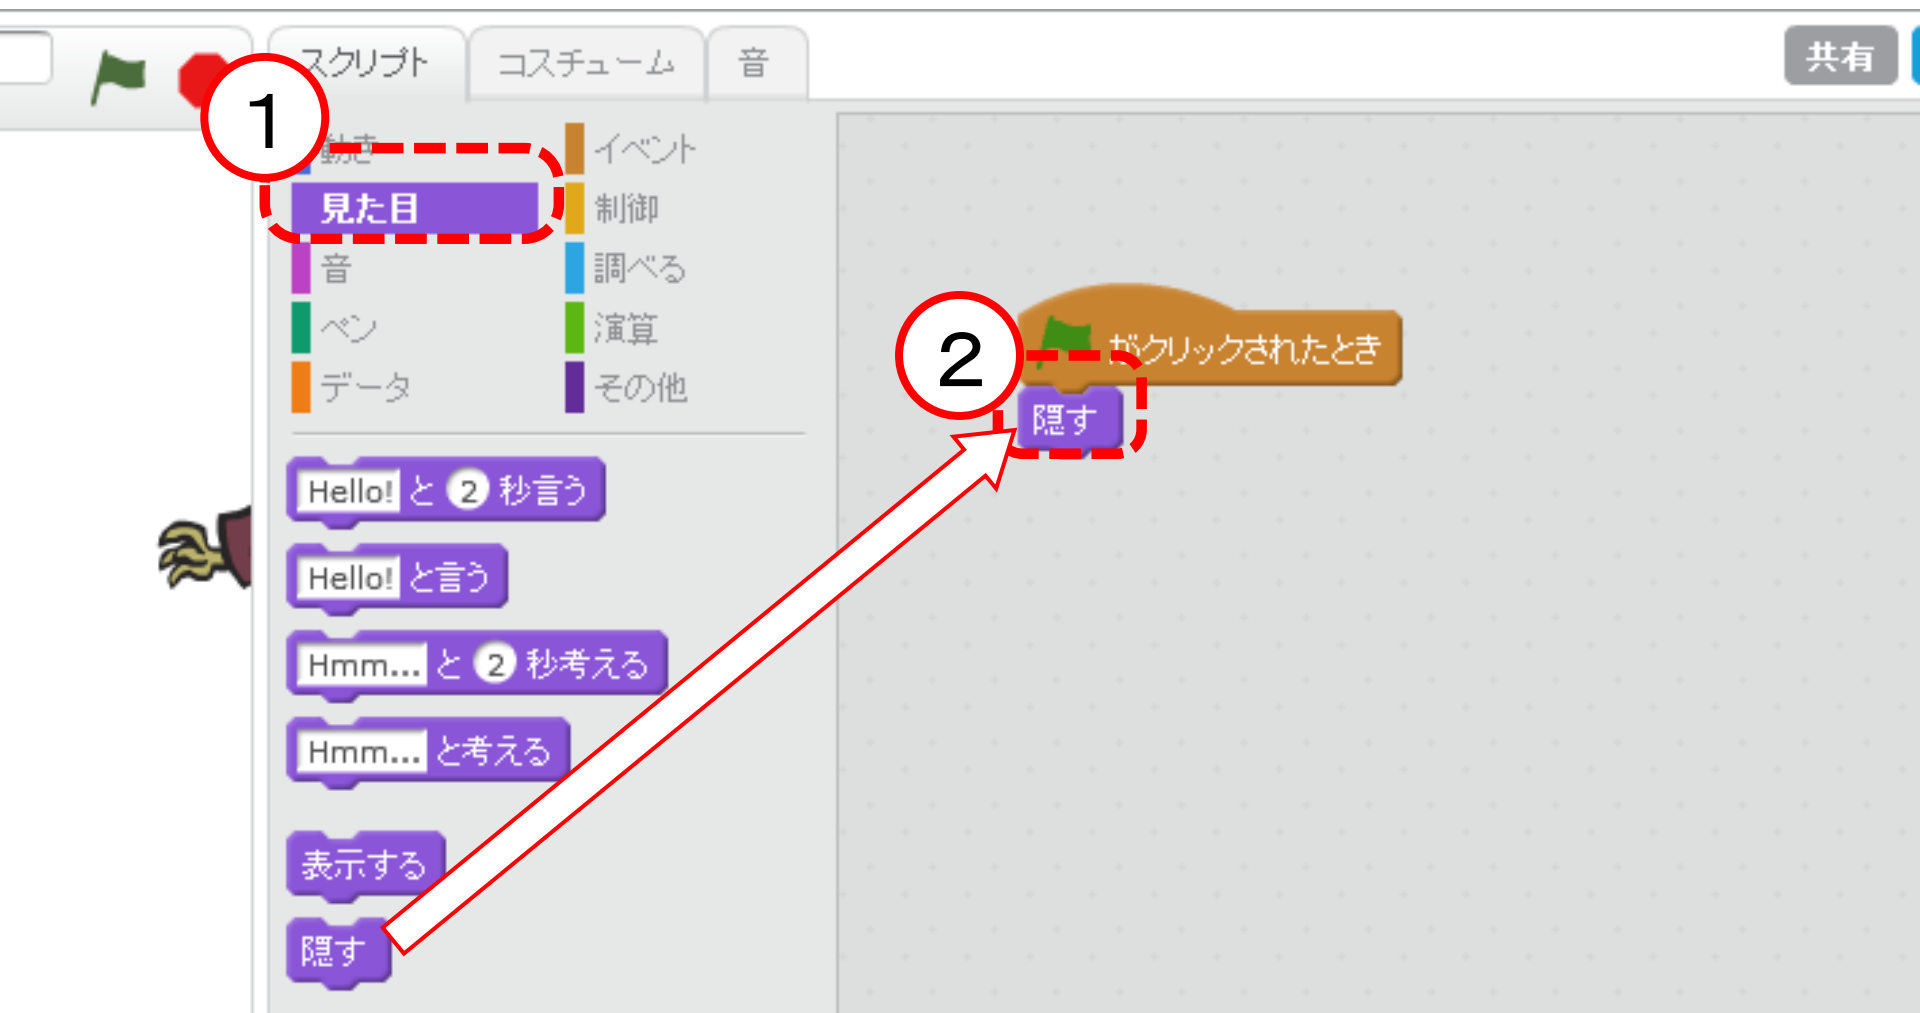 スクリプト
コスチューム
音
共有
1
動き
見た目
音
ペン
データ
イベント
制御
調べる
演算
その他
Hello! と 2 秒言う
Hello! と言う
Hmm... と 2 秒考える
Hmm... と考える
表示する
隠す
2
がクリックされたとき
隠す